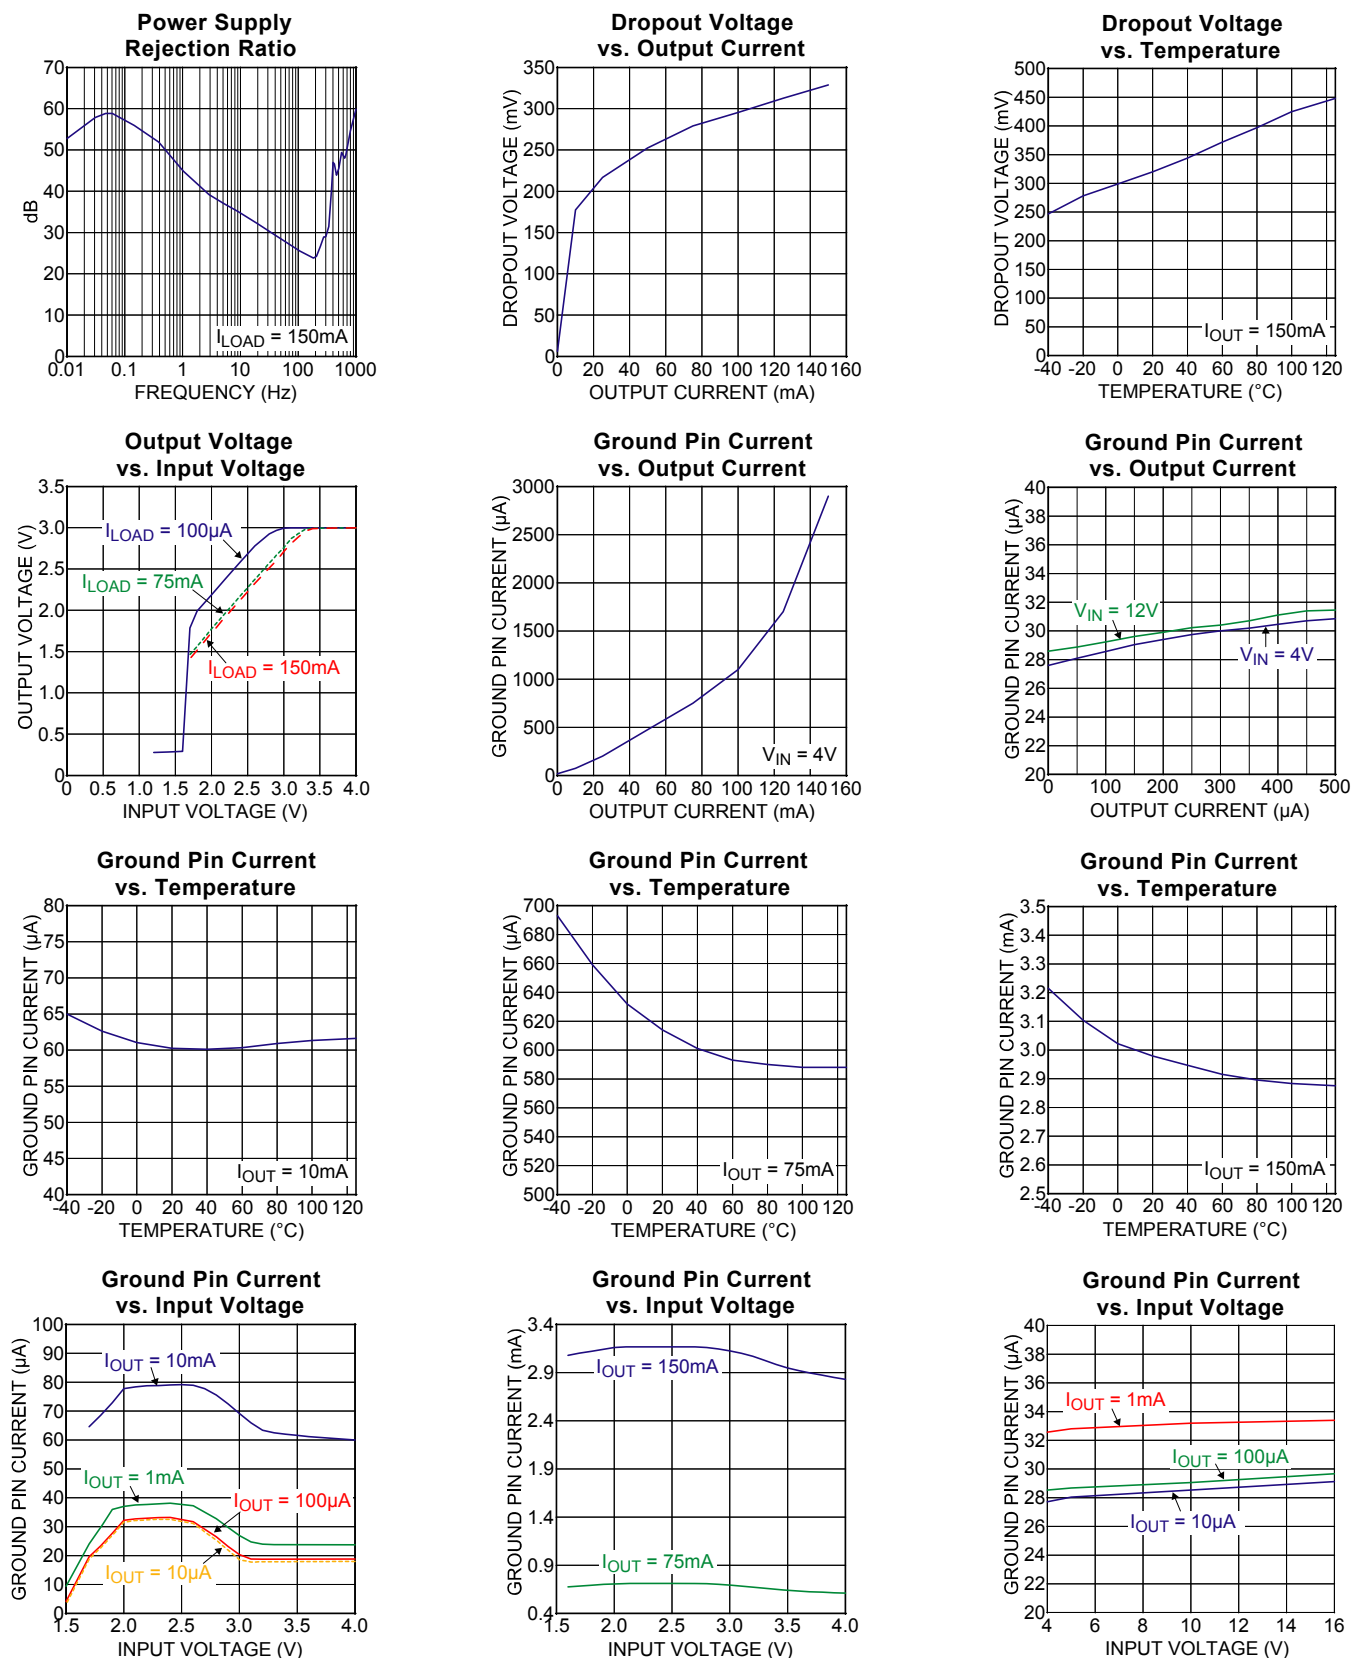 Power Supply
Rejection Ratio
70
60
50
40
30
20
10
0
dB
I LOAD = 150mA
0.01 0.1 1 10 100 1000
FREQUENCY (Hz)
Dropout Voltage
vs. Output Current
350
300
250
200
150
100
50
0
DROPOUT VOLTAGE (mV)
0 20 40 60 80 100 120 140 160
OUTPUT CURRENT (mA)
Dropout Voltage
vs. Temperature
500
450
400
350
300
250
200
150
100
50
0
DROPOUT VOLTAGE (mV)
IOUT = 150mA
-40 -20 0 20 40 60 80 100 120
TEMPERATURE (°C)
Output Voltage
vs. Input Voltage
3.5
3.0
2.5
2.0
1.5
1.0
0.5
0
OUTPUT VOLTAGE (V)
ILOAD = 100µA
ILOAD = 75mA
ILOAD = 150mA
0 0.5 1.0 1.5 2.0 2.5 3.0 3.5 4.0
INPUT VOLTAGE (V)
Ground Pin Current
vs. Output Current
3000
2500
2000
1500
1000
500
0
GROUND PIN CURRENT (µA)
VIN = 4V
0 20 40 60 80 100 120 140 160
OUTPUT CURRENT (mA)
Ground Pin Current
vs. Output Current
40
38
36
34
32
30
28
26
24
22
20
GROUND PIN CURRENT (µA)
VIN = 12V
VIN = 4V
0 100 200 300 400 500
OUTPUT CURRENT (µA)
Ground Pin Current
vs. Temperature
80
75
70
65
60
55
50
45
40
GROUND PIN CURRENT (µA)
IOUT = 10mA
-40 -20 0 20 40 60 80 100 120
TEMPERATURE (°C)
Ground Pin Current
vs. Temperature
700
680
660
640
620
600
580
560
540
520
500
GROUND PIN CURRENT (µA)
IOUT = 75mA
-40 -20 0 20 40 60 80 100 120
TEMPERATURE (°C)
Ground Pin Current
vs. Temperature
3.5
3.4
3.3
3.2
3.1
3.0
2.9
2.8
2.7
2.6
2.5
GROUND PIN CURRENT (mA)
IOUT = 150mA
-40 -20 0 20 40 60 80 100 120
TEMPERATURE (°C)
Ground Pin Current
vs. Input Voltage
100
90
80
70
60
50
40
30
20
10
0
GROUND PIN CURRENT (µA)
IOUT = 10mA
IOUT = 1mA
IOUT = 100µA
IOUT = 10µA
1.5 2.0 2.5 3.0 3.5 4.0
INPUT VOLTAGE (V)
Ground Pin Current
vs. Input Voltage
3.4
2.9
2.4
1.9
1.4
0.9
0.4
GROUND PIN CURRENT (mA)
IOUT = 150mA
IOUT = 75mA
1.5 2.0 2.5 3.0 3.5 4.0
INPUT VOLTAGE (V)
Ground Pin Current
vs. Input Voltage
40
38
36
34
32
30
28
26
24
22
20
GROUND PIN CURRENT (µA)
IOUT = 1mA
IOUT = 100µA
IOUT = 10µA
4 6 8 10 12 14 16
INPUT VOLTAGE (V)